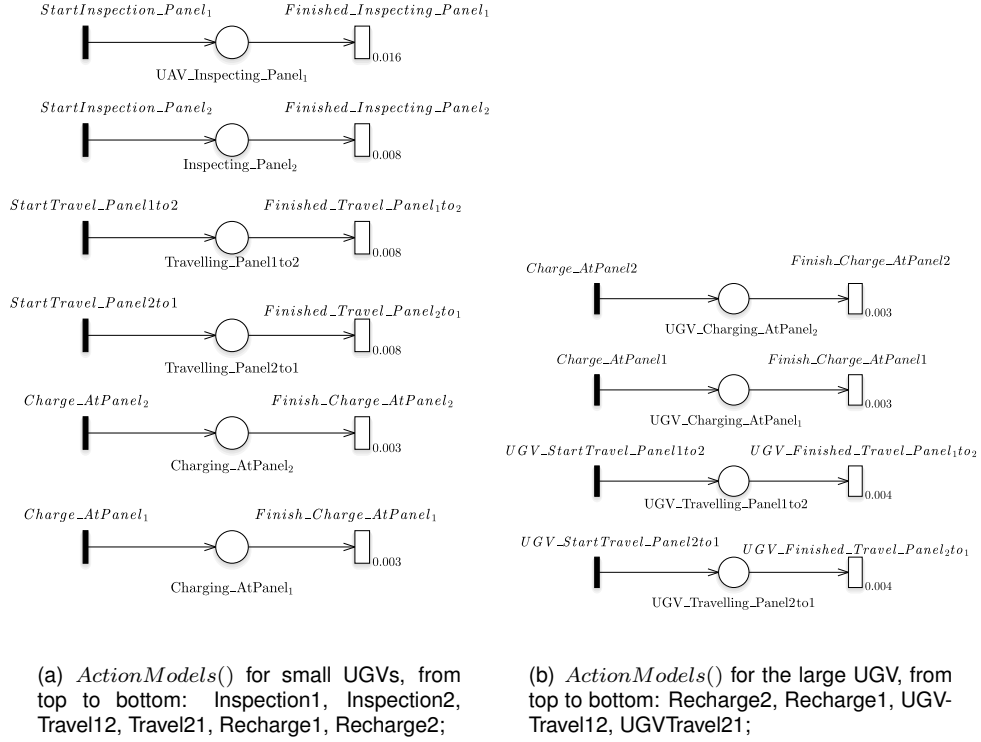 StartInspection_Panel₁ Finished_Inspecting_Panel₁
0.016
UAV_Inspecting_Panel₁
StartInspection_Panel₂ Finished_Inspecting_Panel₂
0.008
Inspecting_Panel₂
StartTravel_Panel1to2 Finished_Travel_Panel₁to₂
0.008
Travelling_Panel1to2
StartTravel_Panel2to1 Finished_Travel_Panel₂to₁
0.008
Travelling_Panel2to1
Charge_AtPanel₂ Finish_Charge_AtPanel₂
0.003
Charging_AtPanel₂
Charge_AtPanel₁ Finish_Charge_AtPanel₁
0.003
Charging_AtPanel₁
(a) ActionModels() for small UGVs, from
top to bottom: Inspection1, Inspection2,
Travel12, Travel21, Recharge1, Recharge2;
Charge_AtPanel2 Finish_Charge_AtPanel2
0.003
UGV_Charging_AtPanel₂
Charge_AtPanel1 Finish_Charge_AtPanel1
0.003
UGV_Charging_AtPanel₁
UGV_StartTravel_Panel1to2 UGV_Finished_Travel_Panel₁to₂
0.004
UGV_Travelling_Panel1to2
UGV_StartTravel_Panel2to1 UGV_Finished_Travel_Panel₂to₁
0.004
UGV_Travelling_Panel2to1
(b) ActionModels() for the large UGV, from
top to bottom: Recharge2, Recharge1, UGV-
Travel12, UGVTravel21;